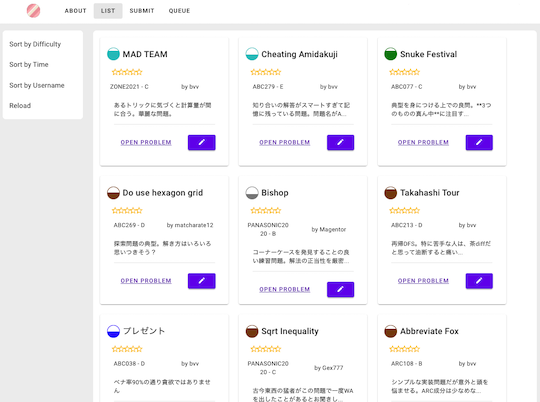 ABOUT LIST SUBMIT QUEUE
Sort by Difficulty
Sort by Time
Sort by Username
Reload
MAD TEAM
ZONE2021 - C by bvv
あるトリックに気づくと計算量が間
に合う。華麗な問題。
OPEN PROBLEM
Cheating Amidakuji
ABC279 - E by bvv
知り合いの解答がスマートすぎて記
憶に残っている問題。問題名がA...
OPEN PROBLEM
Snuke Festival
ABC077 - C by bvv
典型を身につける上での良問。**3つ
のものの真ん中**に注目す...
OPEN PROBLEM
Do use hexagon grid
ABC269 - D by matcharate12
探索問題の典型。解き方はいろいろ
思いつきそう?
OPEN PROBLEM
Bishop
PANASONIC20
20 - B by Magentor
コーナーケースを発見することの良
い練習問題。解法の正当性を厳密...
OPEN PROBLEM
Takahashi Tour
ABC213 - D by bvv
再帰DFS。特に苦手な人は、茶diffだ
と思って油断すると痛い...
OPEN PROBLEM
プレゼント
ABC038 - D by bvv
ペナ率90%の通り貪欲ではありませ
ん
Sqrt Inequality
PANASONIC20
20 - C by Gex777
古今東西の猛者がこの問題で一度WA
を出したことがあるとお聞きし...
Abbreviate Fox
ARC108 - B by bvv
シンプルな実装問題だが意外と頭を
悩ませる。ARC成分は少なめな...